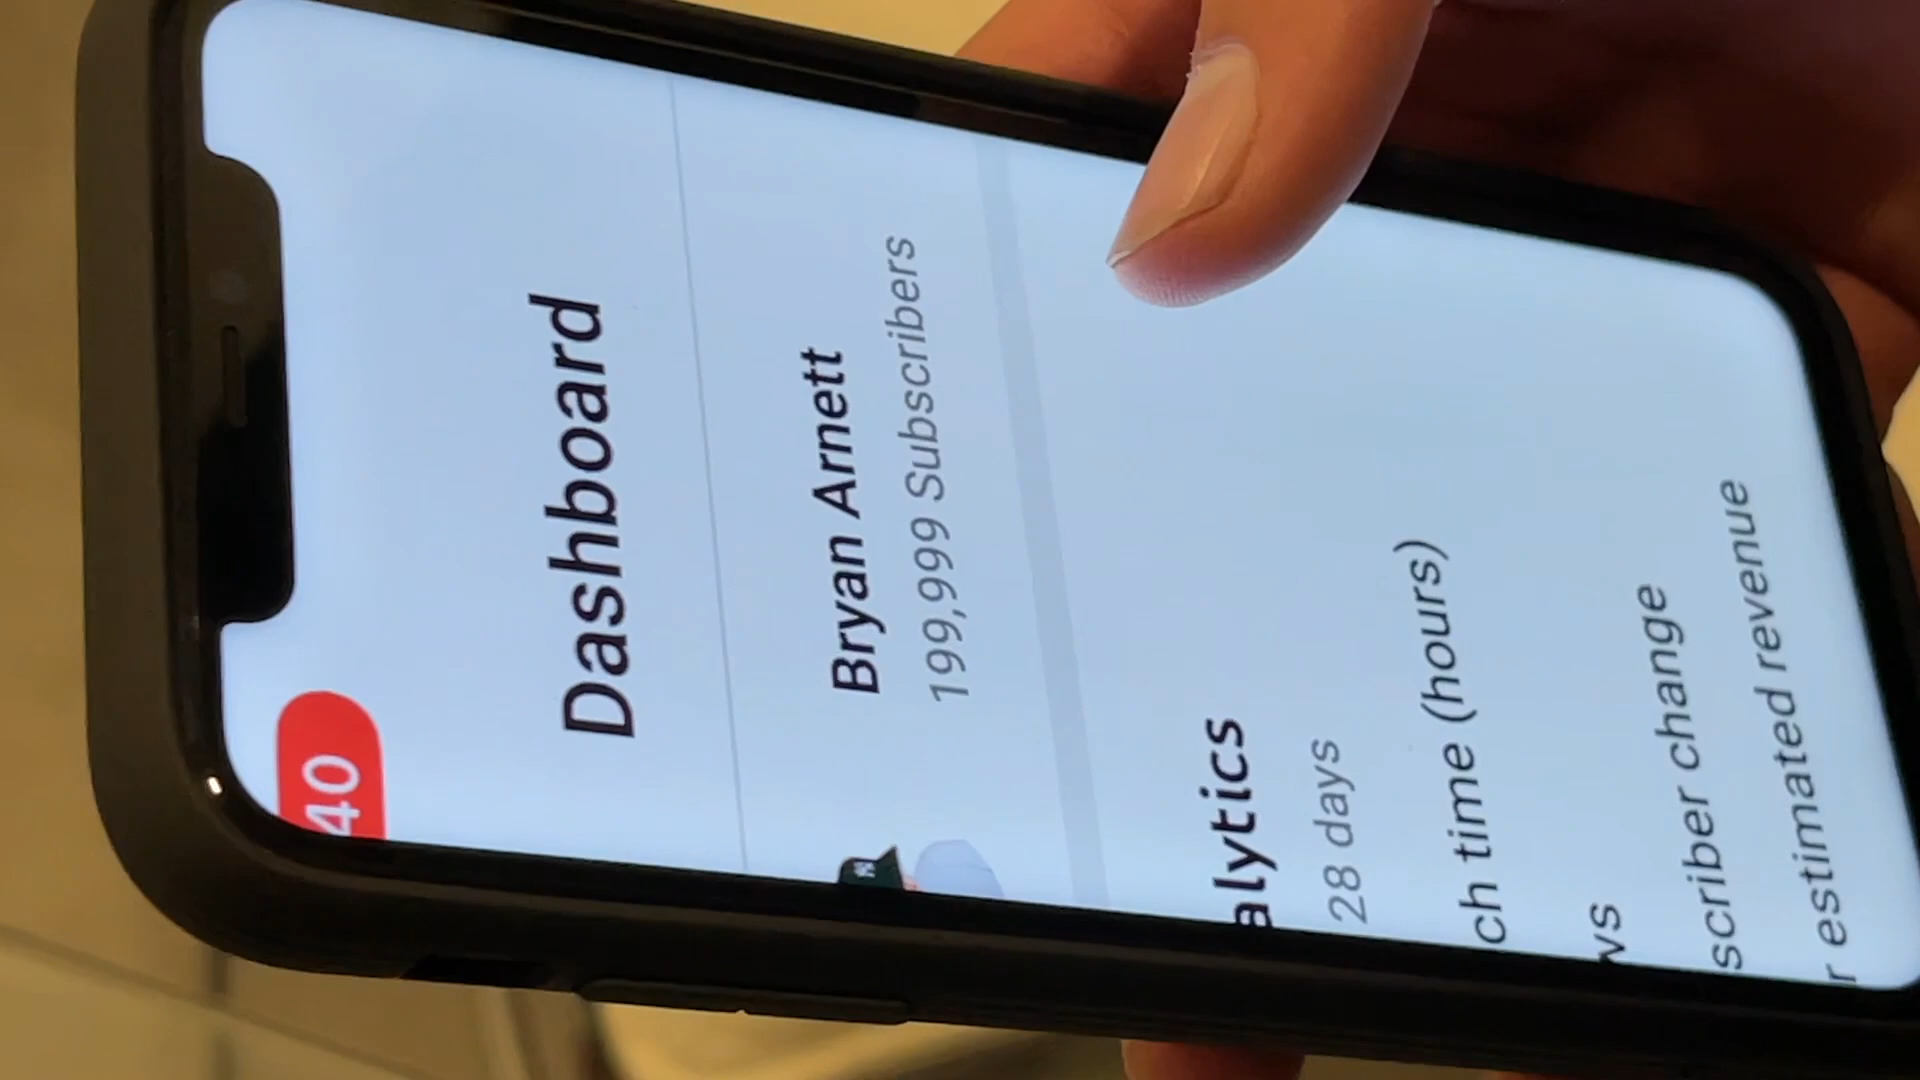 40
Dashboard
Bryan Arnett
199,999 Subscribers
alytics
28 days
ch time (hours)
ws
scriber change
r estimated revenue